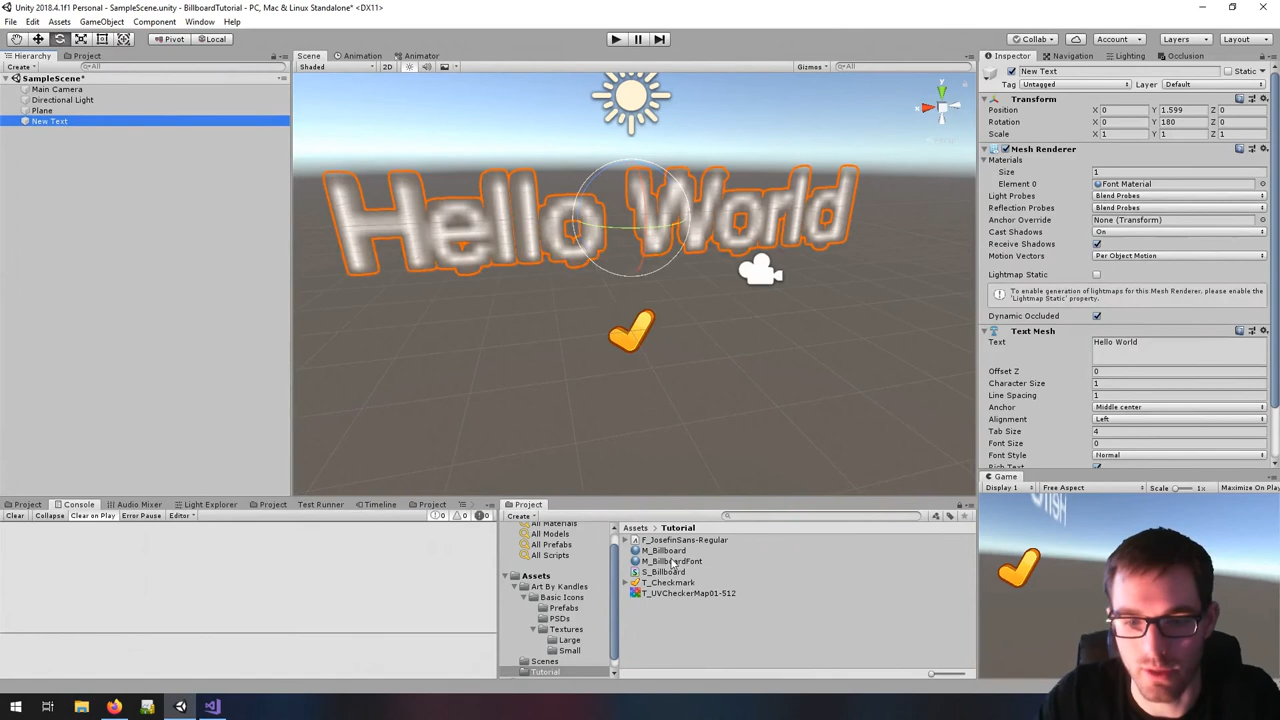 Unity 2018.4.1f1 Personal - SampleScene.unity - BillboardTutorial - PC, Mac & Linux Standalone* <DX11>
File Edit Assets GameObject Component Window Help
Pivot Local Collab Account Layers Layout
Hierarchy Project
Create All
SampleScene*
Main Camera
Directional Light
Plane
New Text
Scene Animation Animator
Shaded 2D Gizmos All
Hello World
Inspector Navigation Lighting Occlusion
New Text Static
Tag Untagged Layer Default
Transform
Position X 0 Y 1.599 Z 0
Rotation X 0 Y 180 Z 0
Scale X 1 Y 1 Z 1
Mesh Renderer
Materials
Size 1
Element 0 Font Material
Light Probes Blend Probes
Reflection Probes Blend Probes
Anchor Override None (Transform)
Cast Shadows On
Receive Shadows
Motion Vectors Per Object Motion
Lightmap Static
To enable generation of lightmaps for this Mesh Renderer, please enable the
'Lightmap Static' property.
Dynamic Occluded
Text Mesh
Text Hello World
Offset Z 0
Character Size 1
Line Spacing 1
Anchor Middle center
Alignment Left
Tab Size 4
Font Size 0
Font Style Normal
Rich Text
Game
Display 1 Free Aspect Scale 1x Maximize On Play
Project Console Audio Mixer Light Explorer Project Test Runner Timeline Project
Clear Collapse Clear on Play Error Pause Editor 0 0 0
Project
Create
All Materials
All Models
All Prefabs
All Scripts
Assets
Art By Kandles
Basic Icons
Prefabs
PSDs
Textures
Large
Small
Scenes
Tutorial
Assets > Tutorial
F_JosefinSans-Regular
M_Billboard
M_BillboardFont
S_Billboard
T_Checkmark
T_UVCheckerMap01-512